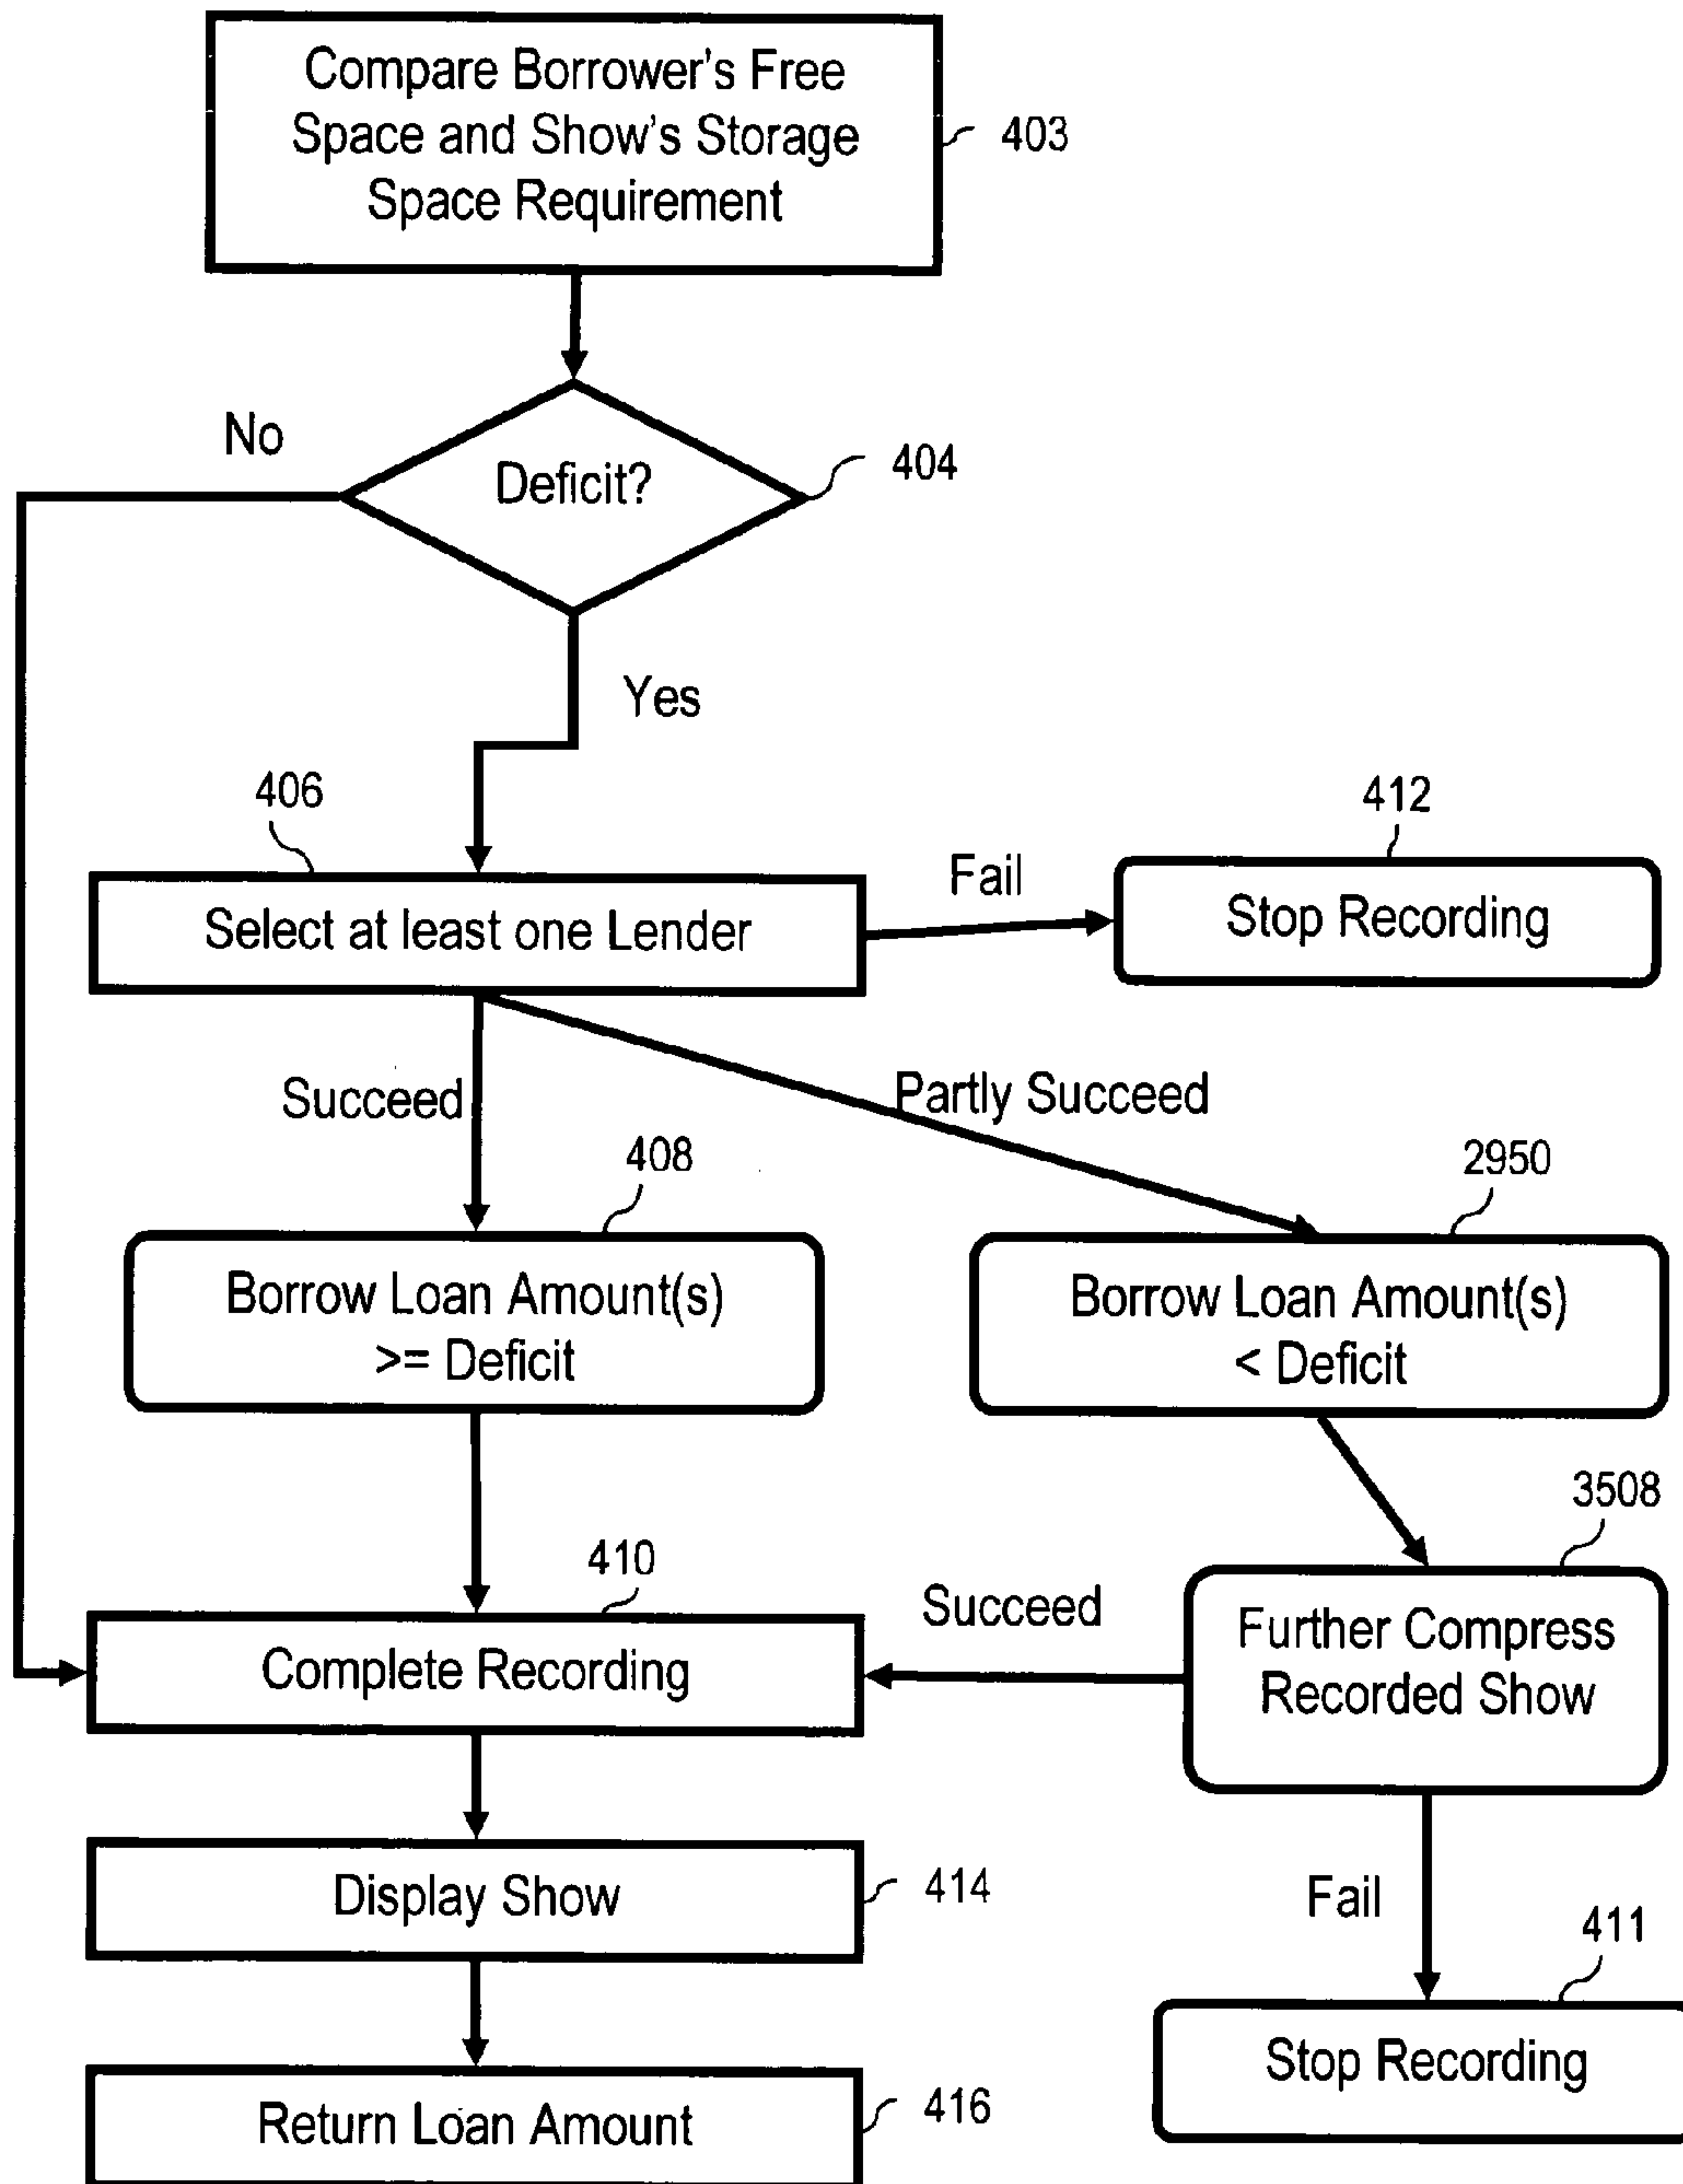 Compare Borrower's Free
Space and Show's Storage
Space Requirement
403
No
Deficit?
404
Yes
406
412
Select at least one Lender
Fail
Stop Recording
Succeed
Partly Succeed
408
2950
Borrow Loan Amount(s)
>= Deficit
Borrow Loan Amount(s)
< Deficit
3508
410
Succeed
Further Compress
Recorded Show
Complete Recording
Display Show
414
Fail
411
Stop Recording
Return Loan Amount
416